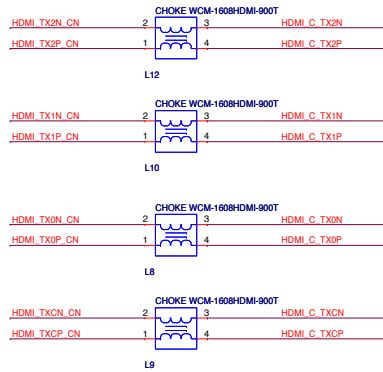 CHOKE WCM-1608HDMI-900T
HDMI_TX2N_CN 2 3 HDMI_C_TX2N
HDMI_TX2P_CN 1 4 HDMI_C_TX2P
L12
CHOKE WCM-1608HDMI-900T
HDMI_TX1N_CN 2 3 HDMI_C_TX1N
HDMI_TX1P_CN 1 4 HDMI_C_TX1P
L10
CHOKE WCM-1608HDMI-900T
HDMI_TX0N_CN 2 3 HDMI_C_TX0N
HDMI_TX0P_CN 1 4 HDMI_C_TX0P
L8
CHOKE WCM-1608HDMI-900T
HDMI_TXCN_CN 2 3 HDMI_C_TXCN
HDMI_TXCP_CN 1 4 HDMI_C_TXCP
L9